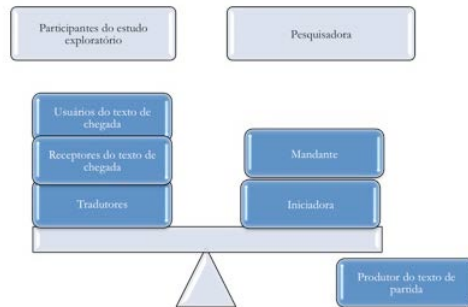 Participantes do estudo
exploratório
Pesquisadora
Usuários do texto de
chegada
Receptores do texto de
chegada
Tradutores
Mandante
Iniciadora
Produtor do texto de
partida